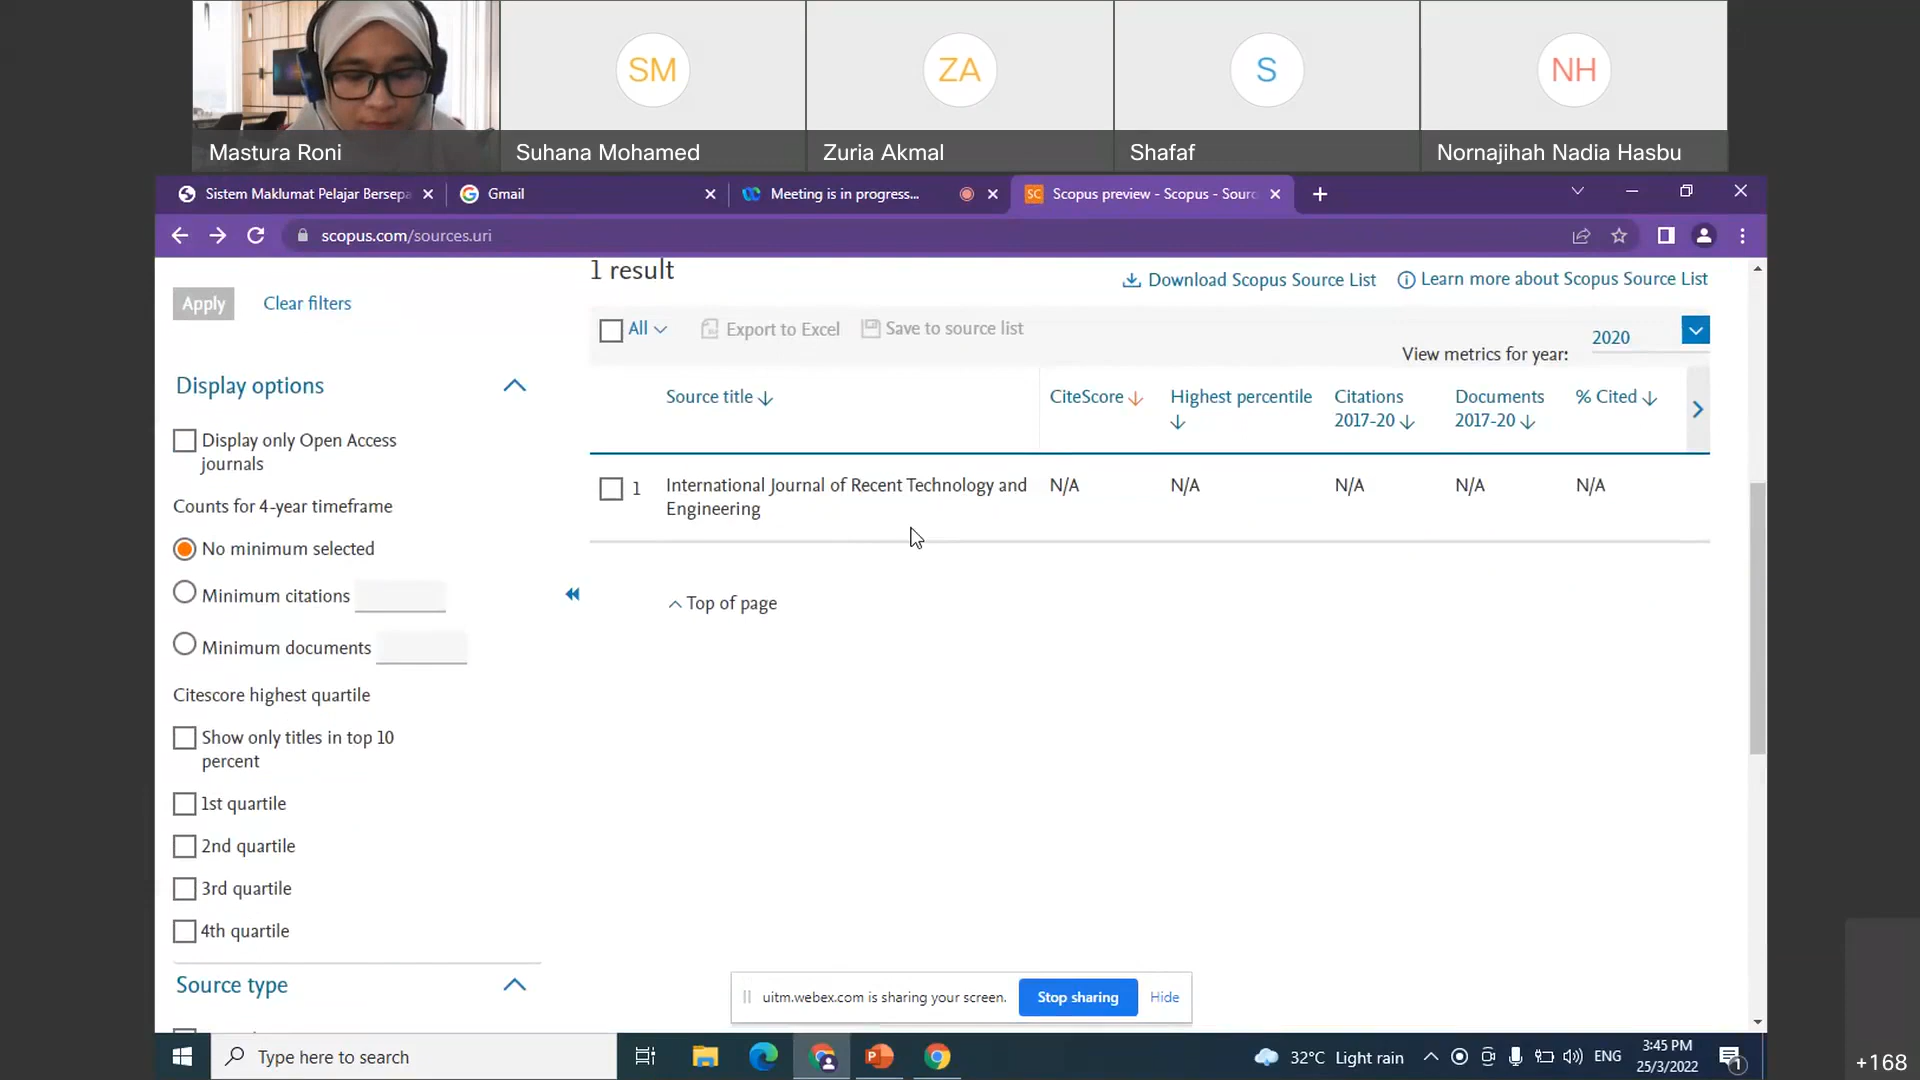 SM
ZA
S
NH
Mastura Roni
Suhana Mohamed
Zuria Akmal
Shafaf
Nornajihah Nadia Hasbu
Sistem Maklumat Pelajar Bersepa
Gmail
Meeting is in progress...
SC
Scopus preview - Scopus - Sourc
scopus.com/sources.uri
Apply
Clear filters
Display options
Display only Open Access
journals
Counts for 4-year timeframe
No minimum selected
Minimum citations
Minimum documents
Citescore highest quartile
Show only titles in top 10
percent
1st quartile
2nd quartile
3rd quartile
4th quartile
Source type
1 result
Download Scopus Source List
Learn more about Scopus Source List
All
Export to Excel
Save to source list
View metrics for year:
2020
Source title
CiteScore
Highest percentile
Citations
2017-20
Documents
2017-20
% Cited
1
International Journal of Recent Technology and
Engineering
N/A
N/A
N/A
N/A
N/A
Top of page
uitm.webex.com is sharing your screen.
Stop sharing
Hide
Type here to search
32°C Light rain
ENG
3:45 PM
25/3/2022
1
+168